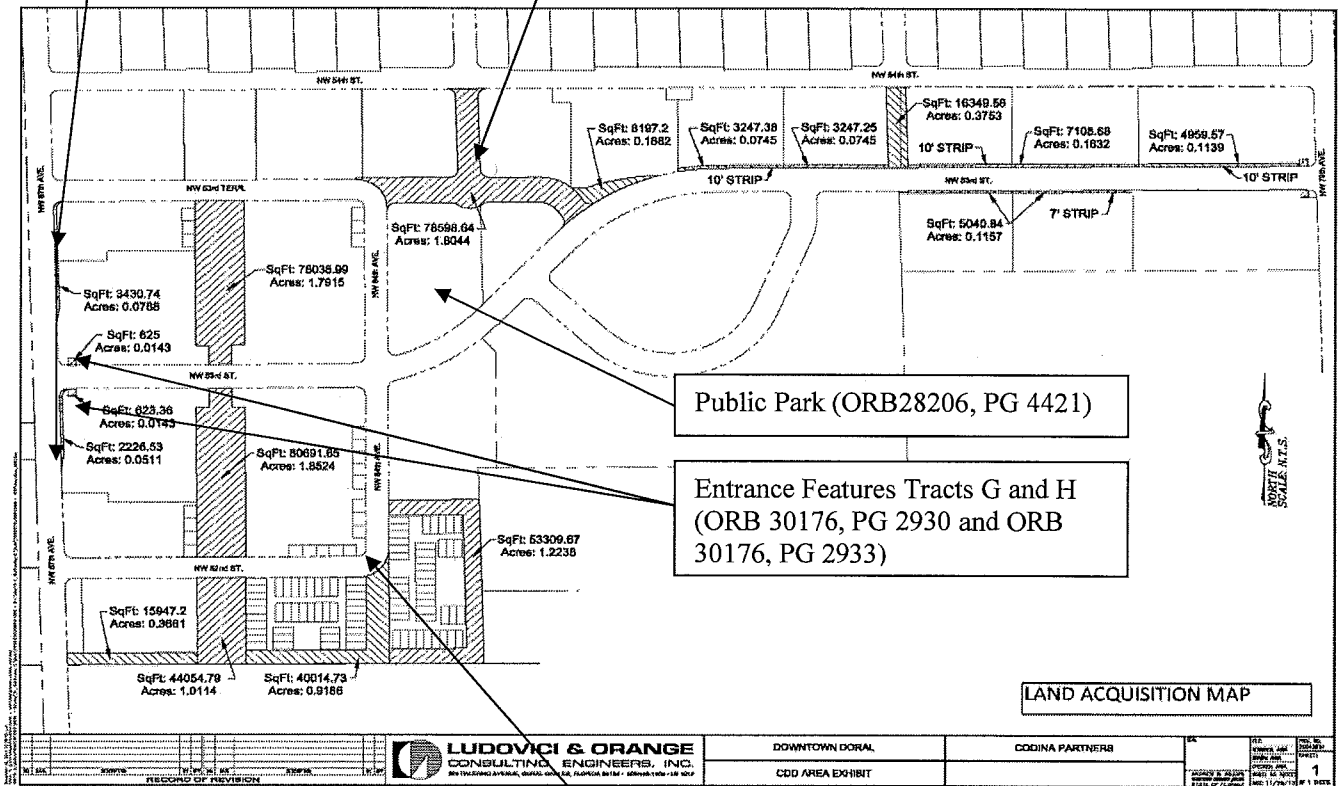 NW 54th ST.
NW 54th ST.
SqFt: 16349.56
Acres: 0.3753
SqFt: 8197.2
Acres: 0.1882
SqFt: 3247.38
Acres: 0.0745
SqFt: 3247.25
Acres: 0.0745
10' STRIP
SqFt: 7108.68
Acres: 0.1632
SqFt: 4959.57
Acres: 0.1139
10' STRIP
NW 53rd ST.
10' STRIP
NW 87th AVE.
NW 79th AVE.
NW 53rd TERR.
SqFt: 78598.64
Acres: 1.8044
SqFt: 5040.84
Acres: 0.1157
7' STRIP
SqFt: 78038.99
Acres: 1.7915
NW 84th AVE.
SqFt: 3430.74
Acres: 0.0788
SqFt: 625
Acres: 0.0143
NW 53rd ST.
Public Park (ORB28206, PG 4421)
SqFt: 623.36
Acres: 0.0143
SqFt: 2226.53
Acres: 0.0511
SqFt: 80691.65
Acres: 1.8524
NW 84th AVE.
Entrance Features Tracts G and H
(ORB 30176, PG 2930 and ORB
30176, PG 2933)
NORTH
SCALE: N.T.S.
SqFt: 53309.67
Acres: 1.2238
NW 87th AVE.
NW 52nd ST.
SqFt: 15947.2
Acres: 0.3661
SqFt: 44054.79
Acres: 1.0114
SqFt: 40014.73
Acres: 0.9186
LAND ACQUISITION MAP
RECORD OF REVISION
LUDOVICI & ORANGE
CONSULTING ENGINEERS, INC.
DOWNTOWN DORAL
CDD AREA EXHIBIT
CODINA PARTNERS
1